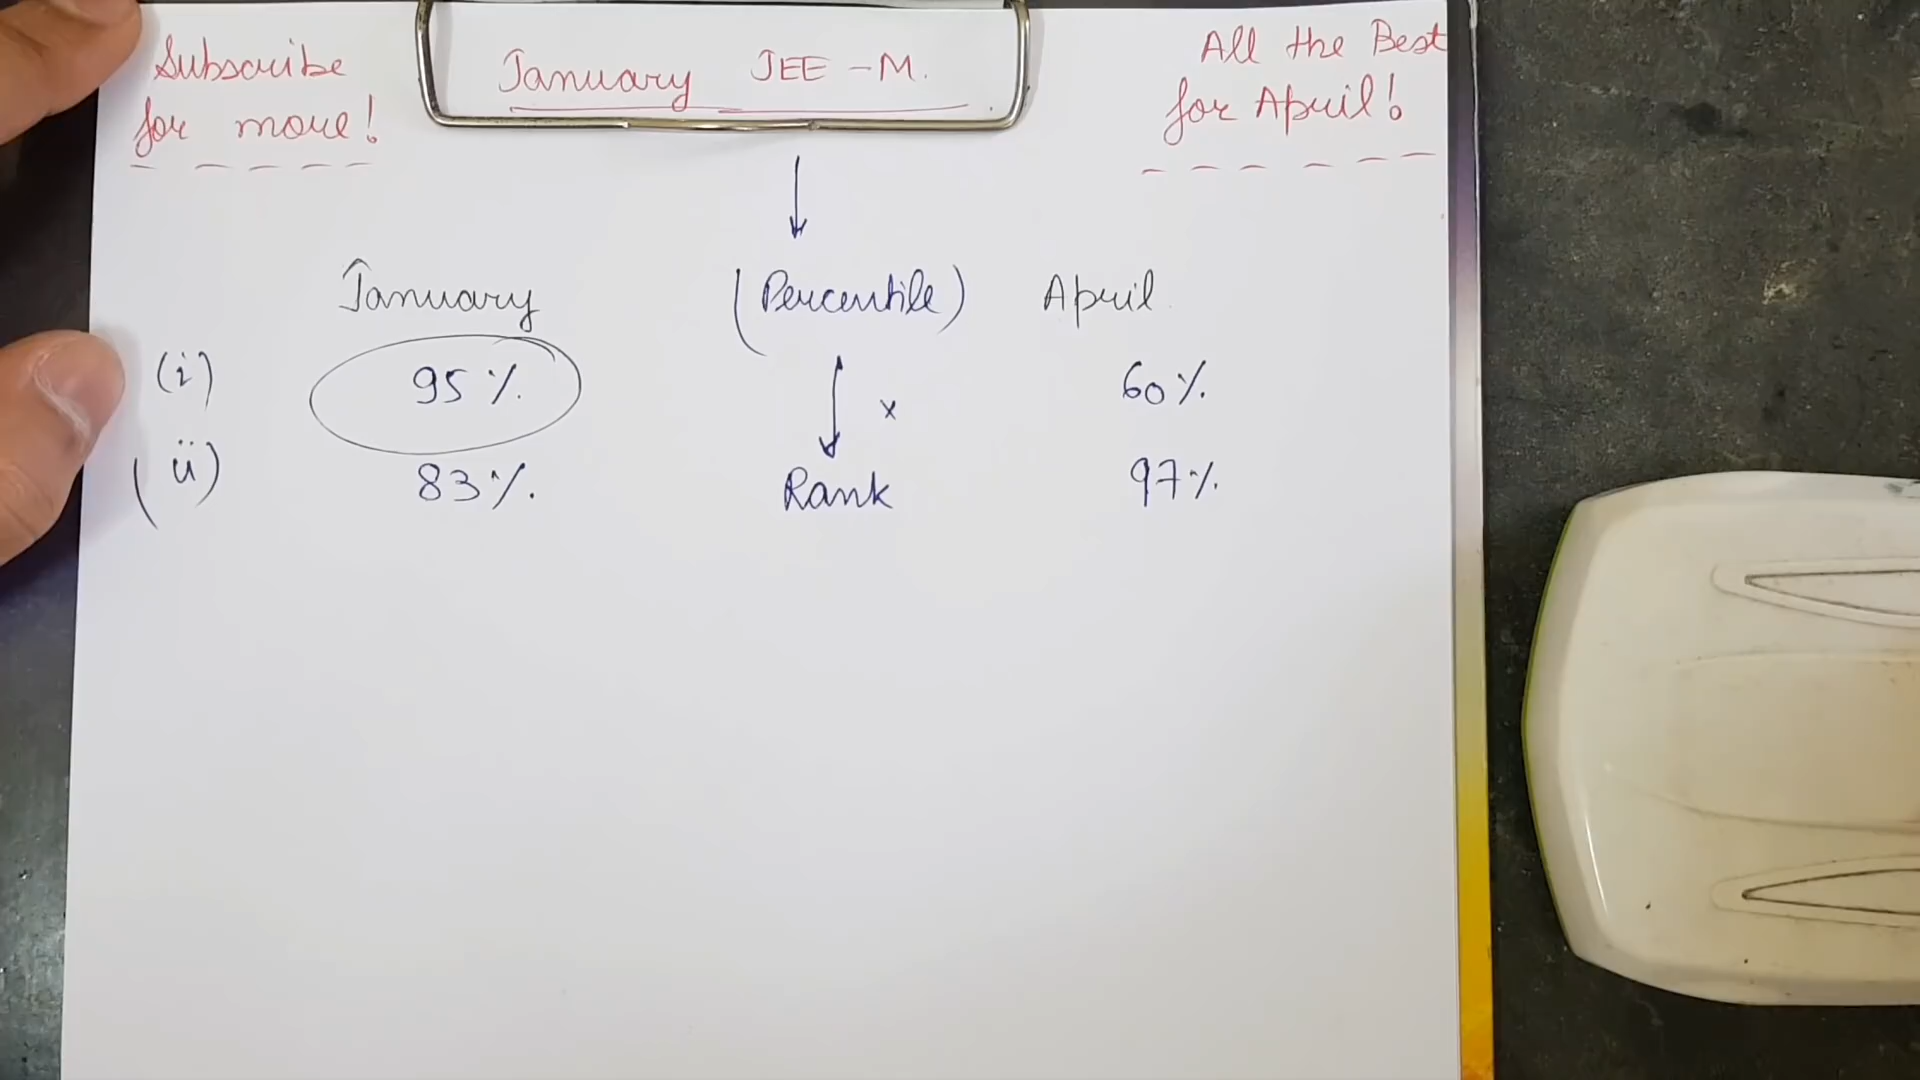 Subscribe
for more!
January JEE-M.
All the Best
for April!
January (Percentile) April
(i) 95% x 60%
(ii) 83% Rank 97%